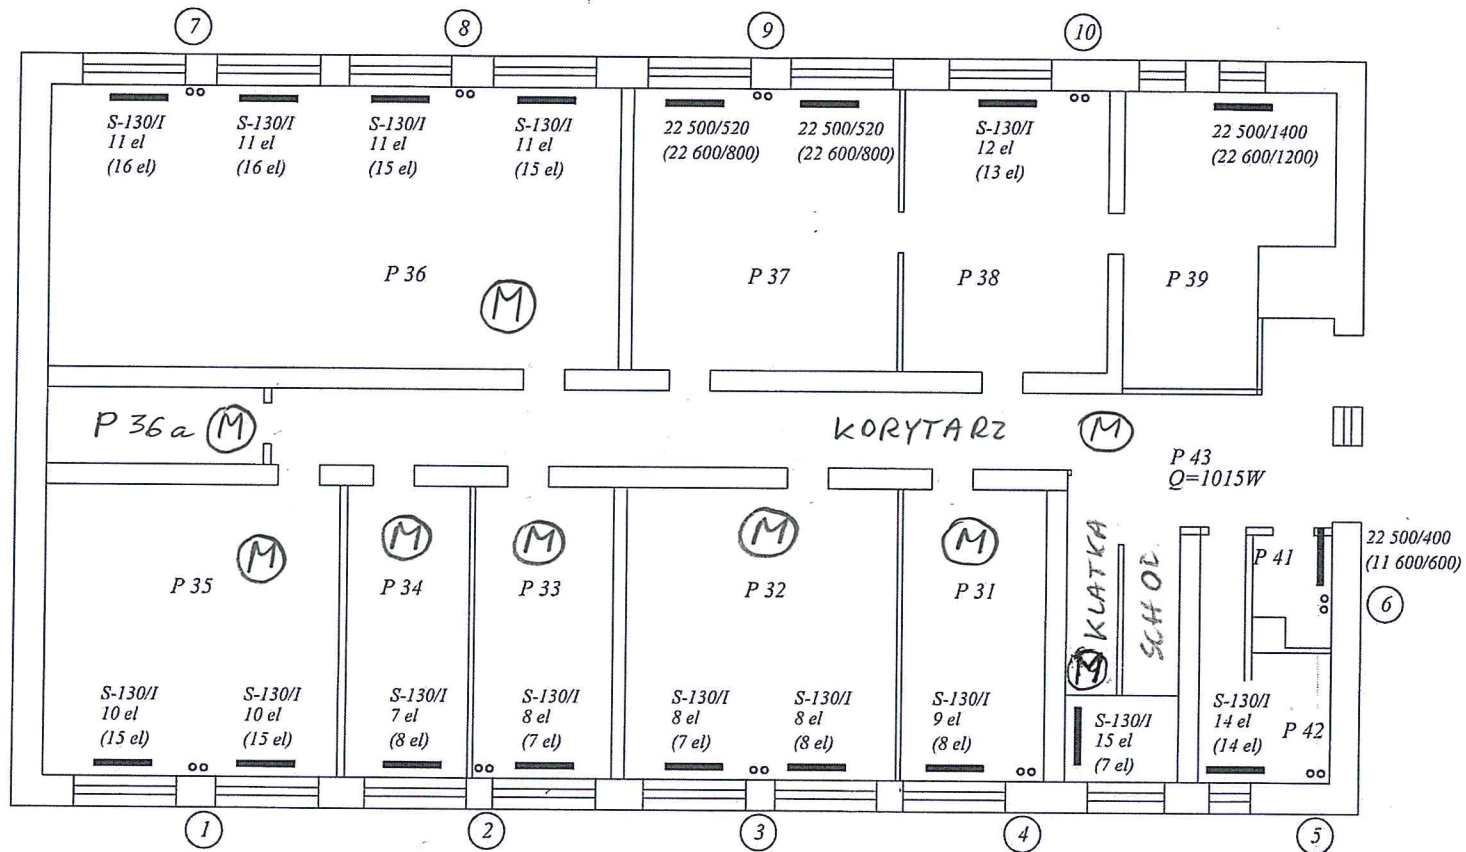 7
8
9
10
S-130/I
11 el
(16 el)
S-130/I
11 el
(16 el)
S-130/I
11 el
(15 el)
S-130/I
11 el
(15 el)
22 500/520
(22 600/800)
22 500/520
(22 600/800)
S-130/I
12 el
(13 el)
22 500/1400
(22 600/1200)
P 36
M
P 37
P 38
P 39
P 36a
M
KORYTARZ
M
P 43
Q=1015W
P 35
M
P 34
M
P 33
M
P 32
M
P 31
M
KLATKA
SCHOD.
M
P 41
22 500/400
(11 600/600)
6
S-130/I
10 el
(15 el)
S-130/I
10 el
(15 el)
S-130/I
7 el
(8 el)
S-130/I
8 el
(7 el)
S-130/I
8 el
(7 el)
S-130/I
8 el
(8 el)
S-130/I
9 el
(8 el)
S-130/I
15 el
(7 el)
S-130/I
14 el
(14 el)
P 42
1
2
3
4
5